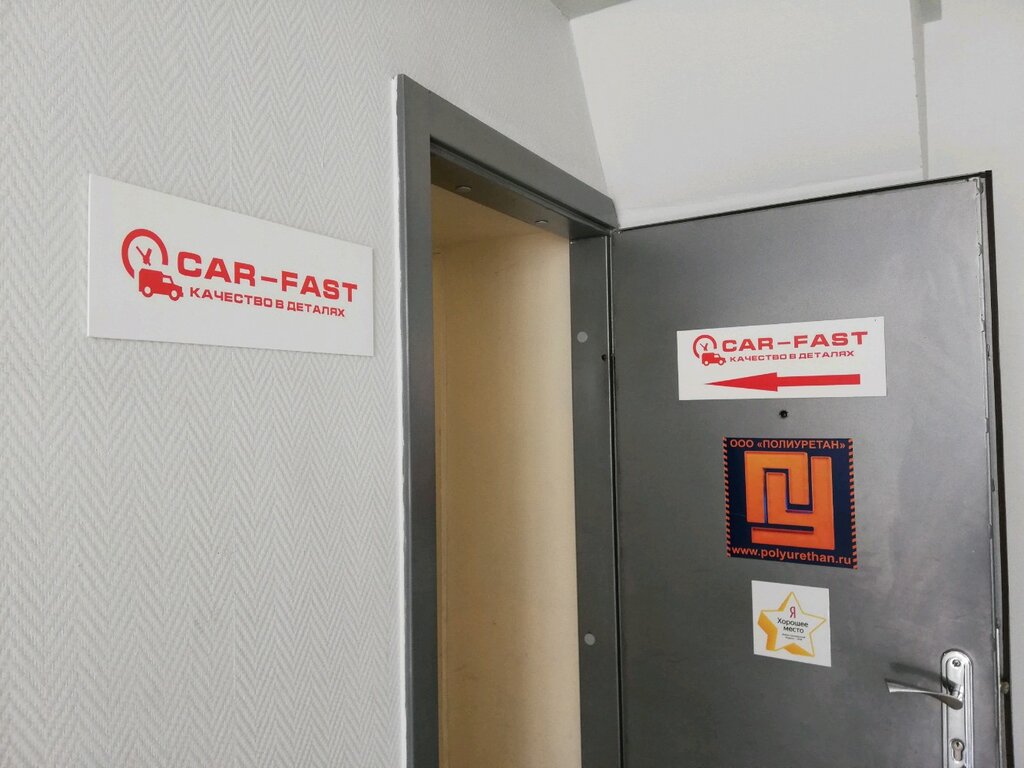 CAR-FAST
КАЧЕСТВО В ДЕТАЛЯХ
CAR-FAST
КАЧЕСТВО В ДЕТАЛЯХ
ООО «ПОЛИУРЕТАН»
www.polyurethan.ru
Я
Хорошее
место